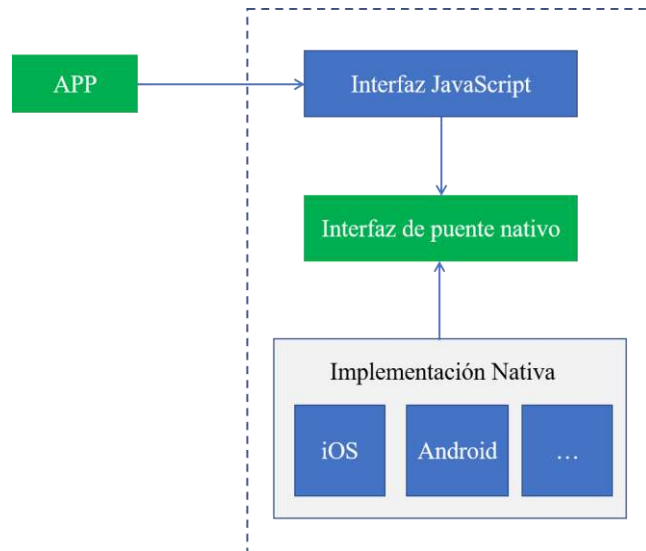 APP
Interfaz JavaScript
Interfaz de puente nativo
Implementación Nativa
iOS
Android
…